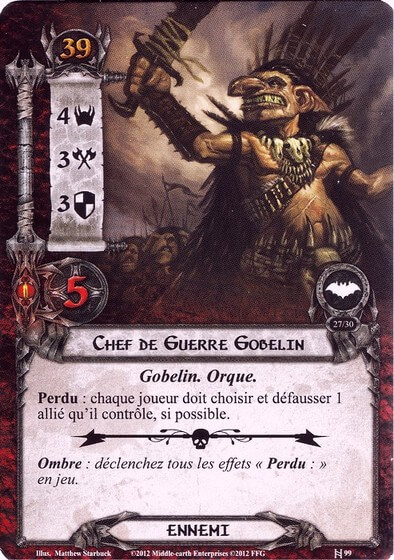 39
4
3
3
5
27/30
Chef de Guerre Gobelin
Gobelin. Orque.
Perdu : chaque joueur doit choisir et défausser 1
allié qu'il contrôle, si possible.
Ombre : déclenchez tous les effets « Perdu : »
en jeu.
ENNEMI
Illus. Matthew Starbuck ©2012 Middle-earth Enterprises ©2012 FFG 99